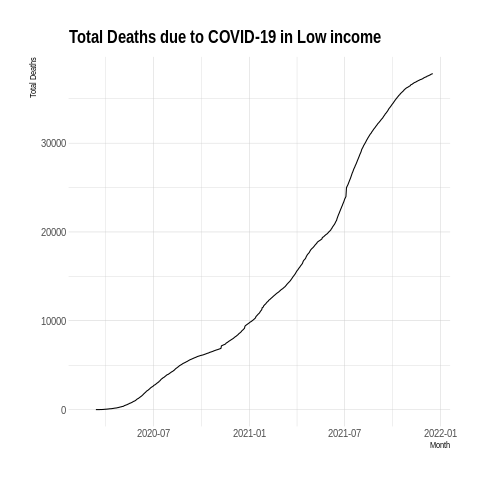 Total Deaths due to COVID-19 in Low income
Total Deaths
30000
20000
10000
0
2020-07
2021-01
2021-07
2022-01
Month